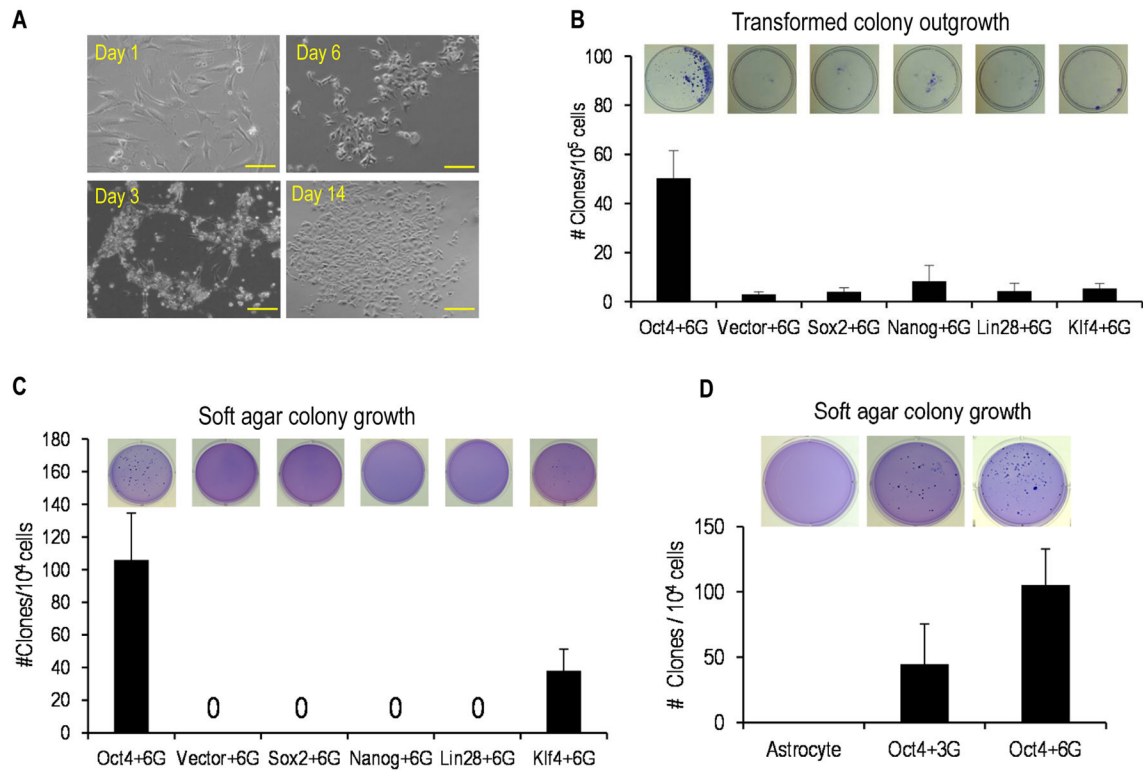 A
Day 1
Day 6
Day 3
Day 14
B
Transformed colony outgrowth
# Clones/10⁵ cells
100
80
60
40
20
0
Oct4+6G Vector+6G Sox2+6G Nanog+6G Lin28+6G Klf4+6G
C
Soft agar colony growth
#Clones/10⁴ cells
180
160
140
120
100
80
60
40
20
0
0 0 0 0
Oct4+6G Vector+6G Sox2+6G Nanog+6G Lin28+6G Klf4+6G
D
Soft agar colony growth
# Clones / 10⁴ cells
150
100
50
0
Astrocyte Oct4+3G Oct4+6G